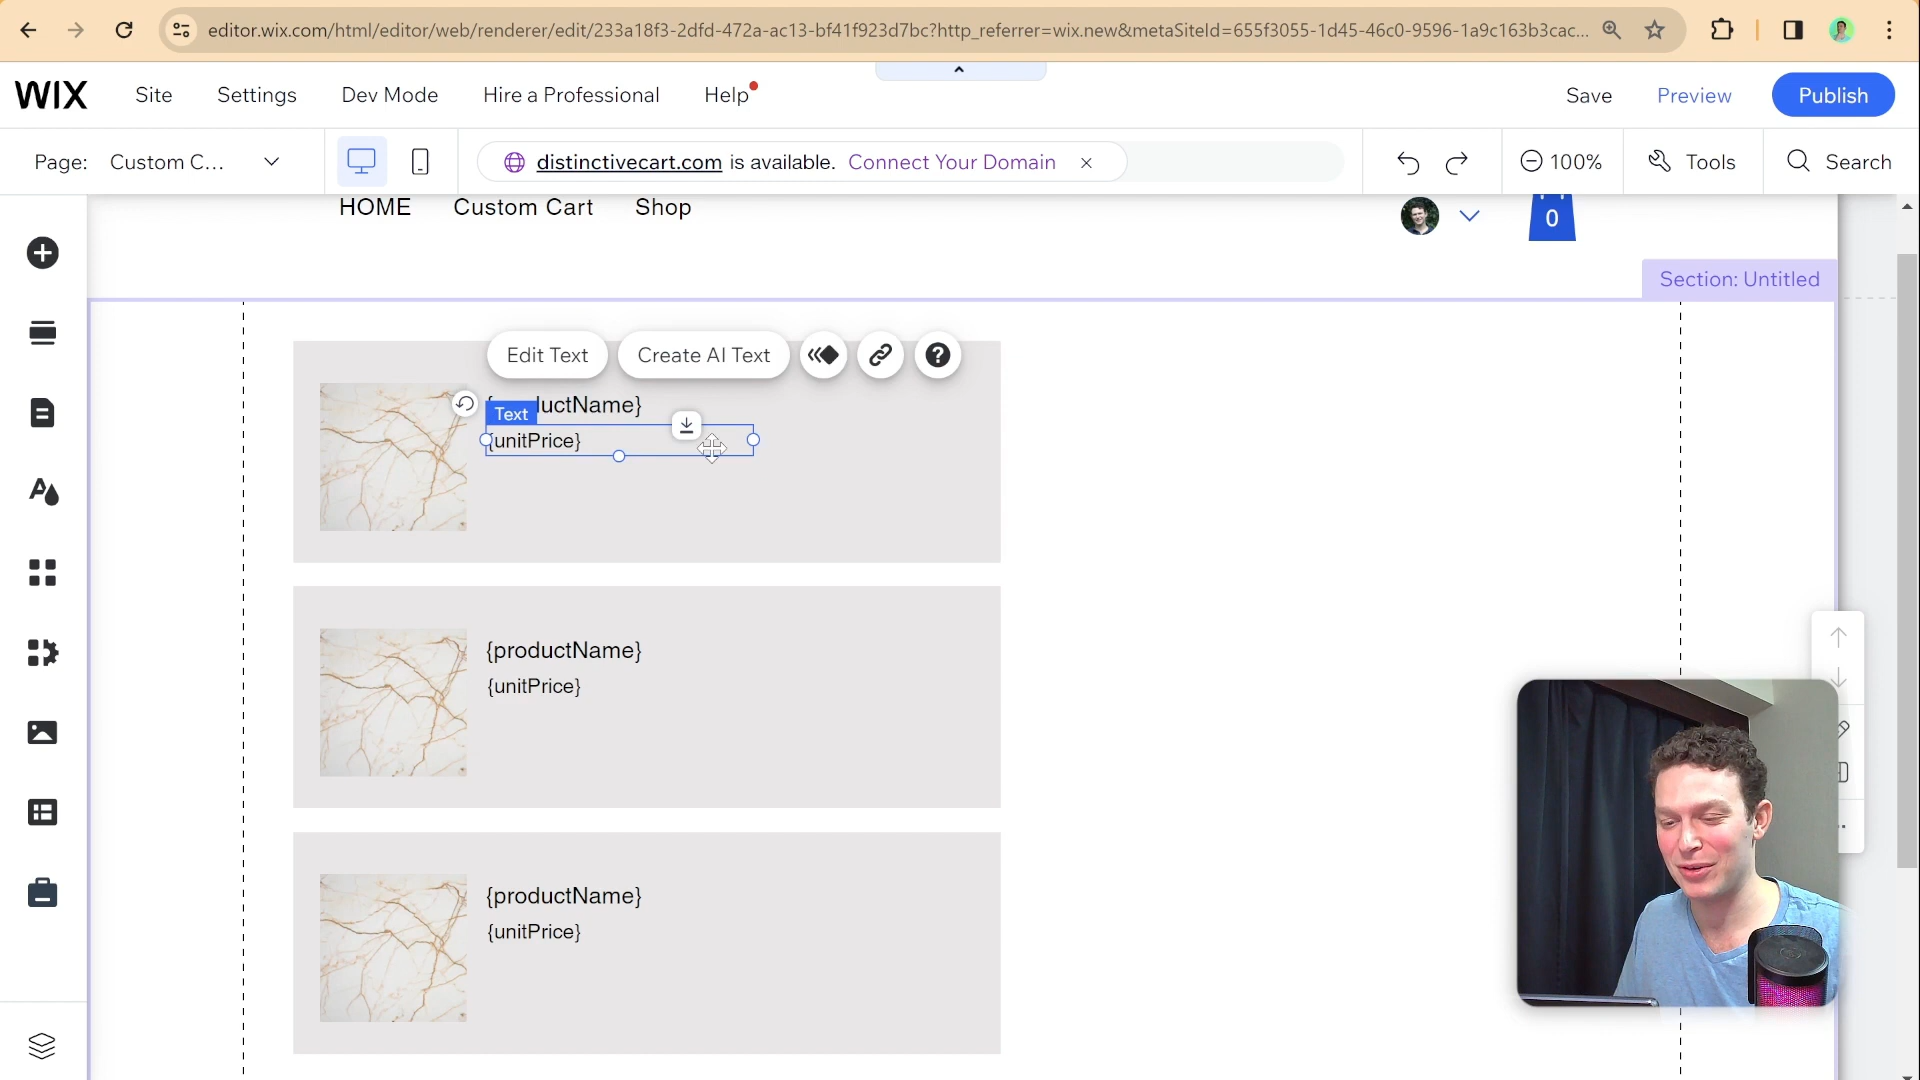 editor.wix.com/html/editor/web/renderer/edit/233a18f3-2dfd-472a-ac13-bf41f923d7bc?http_referrer=wix.new&metaSiteId=655f3055-1d45-46c0-9596-1a9c163b3cac...
WIX Site Settings Dev Mode Hire a Professional Help Save Preview Publish
Page: Custom C... distinctivecart.com is available. Connect Your Domain 100% Tools Search
HOME Custom Cart Shop 0
Section: Untitled
Edit Text Create AI Text ?
ductName}
Text
{unitPrice}
{productName}
{unitPrice}
{productName}
{unitPrice}